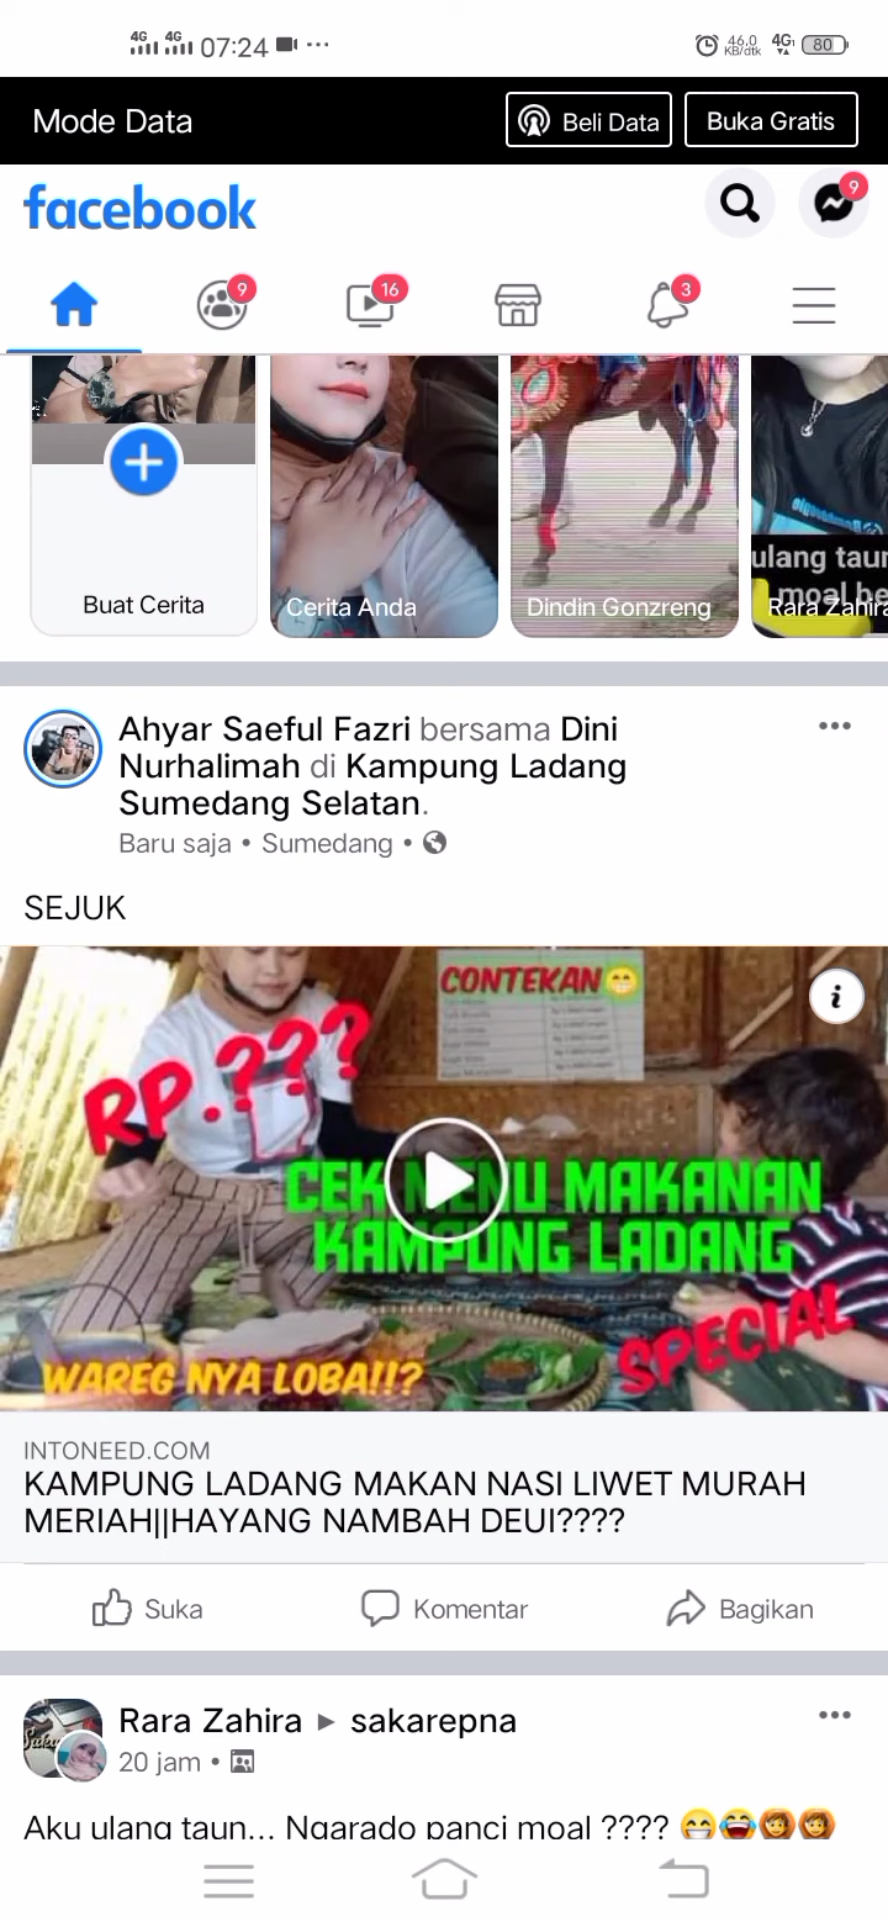 4G 4G 07:24
46,0 KB/dtk 4G 80
Mode Data
Beli Data
Buka Gratis
facebook
9
9
16
3
Buat Cerita
Cerita Anda
Dindin Gonzreng
ulang taun
moal be
Rara Zahira
Ahyar Saeful Fazri bersama Dini
Nurhalimah di Kampung Ladang
Sumedang Selatan.
Baru saja • Sumedang •
SEJUK
CONTEKAN😁
RP.???
CEK MENU MAKANAN
KAMPUNG LADANG
SPECIAL
WAREG NYA LOBA!!?
INTONEED.COM
KAMPUNG LADANG MAKAN NASI LIWET MURAH
MERIAH||HAYANG NAMBAH DEUI????
Suka
Komentar
Bagikan
Rara Zahira ▶ sakarepna
20 jam •
Aku ulang taun... Ngarado panci moal ???? 😁😂🙆🙆